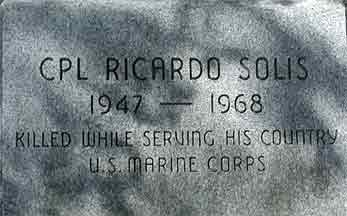 CPL RICARDO SOLIS
1947 — 1968
KILLED WHILE SERVING HIS COUNTRY
U.S. MARINE CORPS